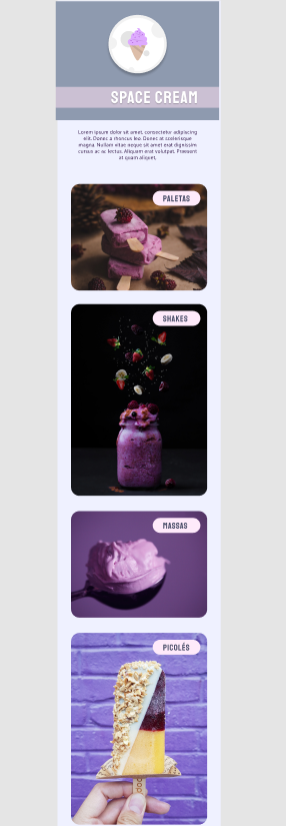 SPACE CREAM
Lorem ipsum dolor sit amet, consectetur adipiscing
elit. Donec a rhoncus leo. Donec at scelerisque
magna. Nullam vitae neque sit amet erat dignissim
cursus ac ac lectus. Aliquam erat volutpat. Praesent
at quam aliquet.
PALETAS
SHAKES
MASSAS
PICOLÉS